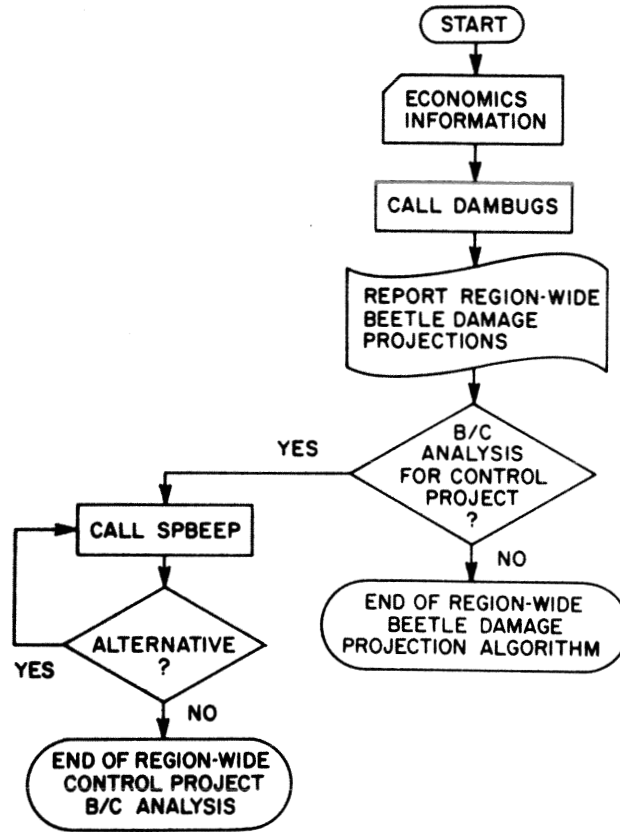 START
ECONOMICS
INFORMATION
CALL DAMBUGS
REPORT REGION-WIDE
BEETLE DAMAGE
PROJECTIONS
B/C
ANALYSIS
FOR CONTROL
PROJECT
?
YES
NO
CALL SPBEEP
END OF REGION-WIDE
BEETLE DAMAGE
PROJECTION ALGORITHM
ALTERNATIVE
?
YES
NO
END OF REGION-WIDE
CONTROL PROJECT
B/C ANALYSIS